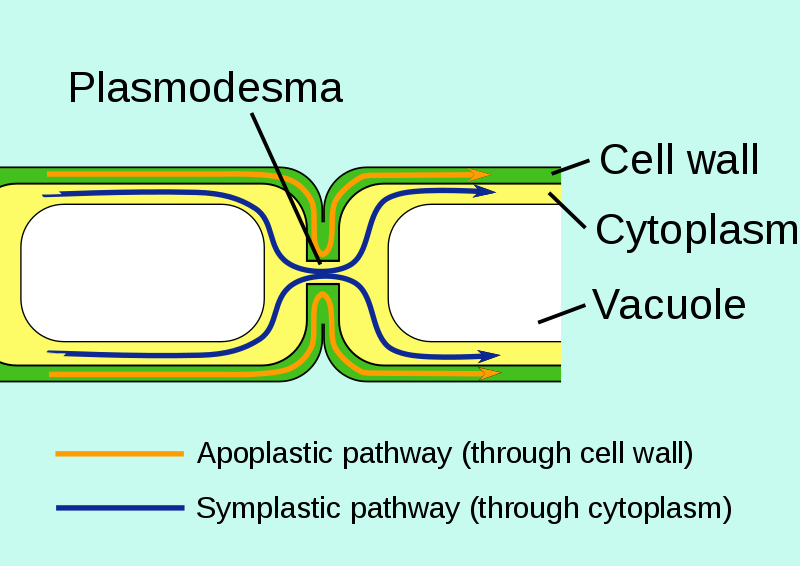 Plasmodesma
Cell wall
Cytoplasm
Vacuole
Apoplastic pathway (through cell wall)
Symplastic pathway (through cytoplasm)